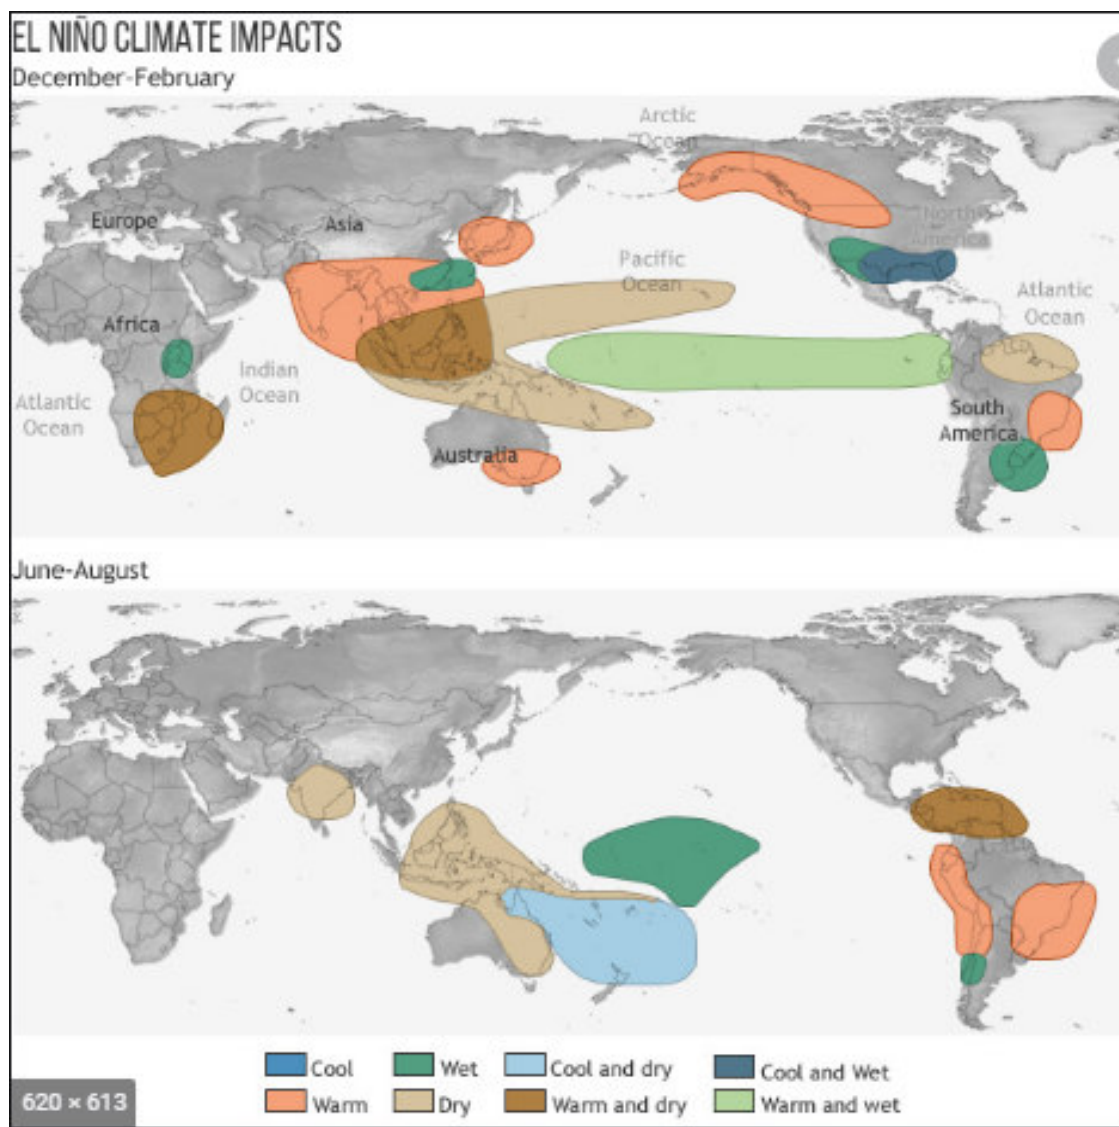 EL NIÑO CLIMATE IMPACTS
December-February
Arctic
Ocean
Europe
Asia
North
America
Pacific
Ocean
Africa
Atlantic
Ocean
Indian
Ocean
Atlantic
Ocean
South
America
Australia
June-August
Cool
Wet
Cool and dry
Cool and Wet
Warm
Dry
Warm and dry
Warm and wet
620 × 613